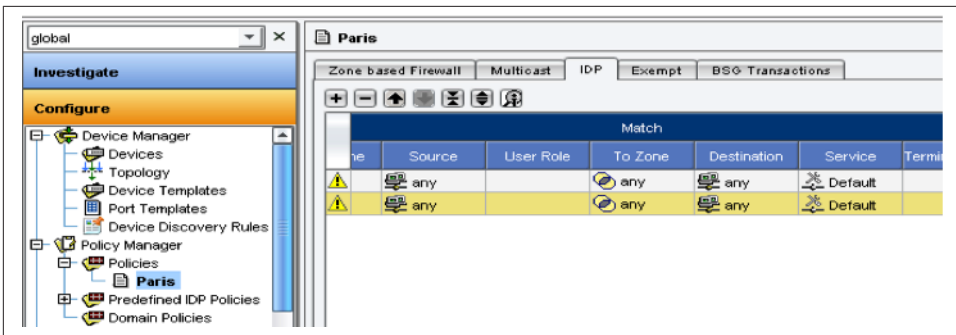 global
Investigate
Configure
Device Manager
Devices
Topology
Device Templates
Port Templates
Device Discovery Rules
Policy Manager
Policies
Paris
Predefined IDP Policies
Domain Policies
Paris
Zone based Firewall Multicast IDP Exempt BSG Transactions
Match
ne Source User Role To Zone Destination Service Termi
any any any Default
any any any Default